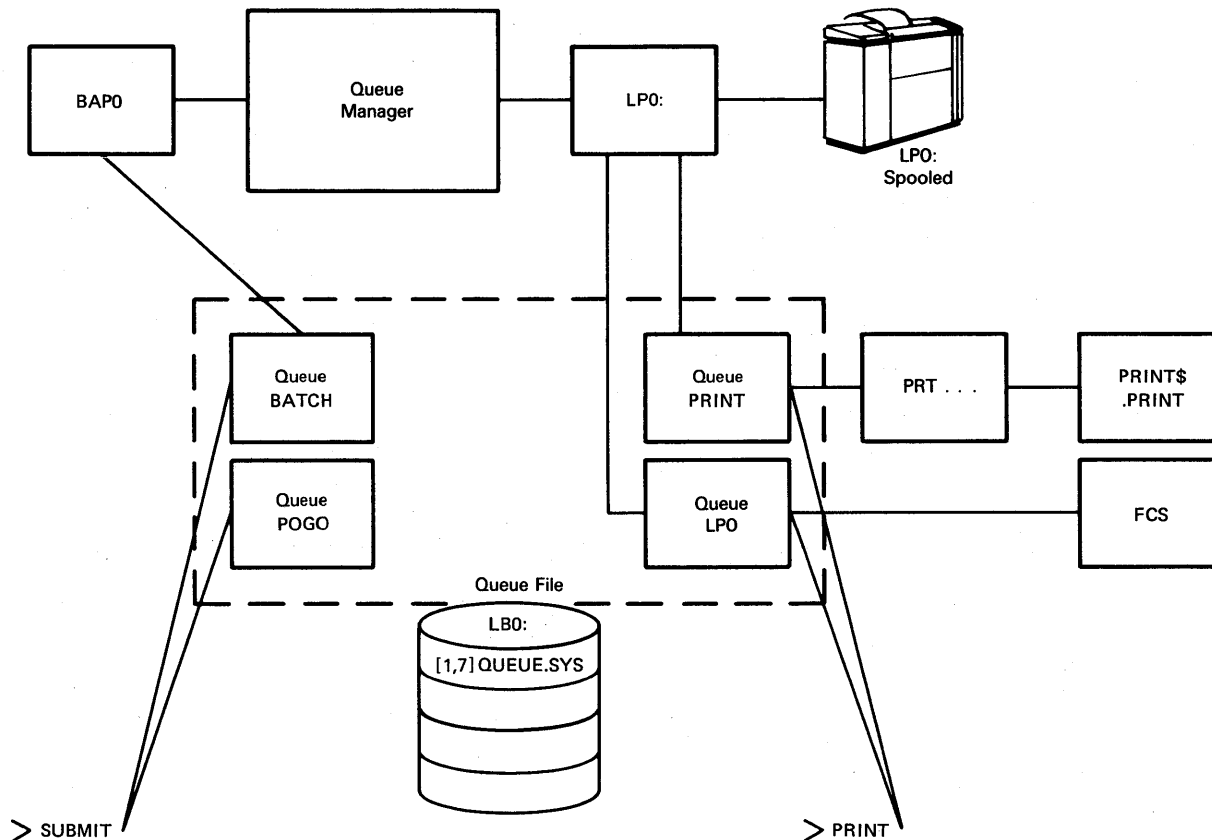 BAP0
Queue
Manager
LP0:
LP0:
Spooled
Queue
BATCH
Queue
PRINT
PRT . . .
PRINT$
.PRINT
Queue
POGO
Queue
LP0
FCS
Queue File
LB0:
[1,7] QUEUE.SYS
> SUBMIT
> PRINT